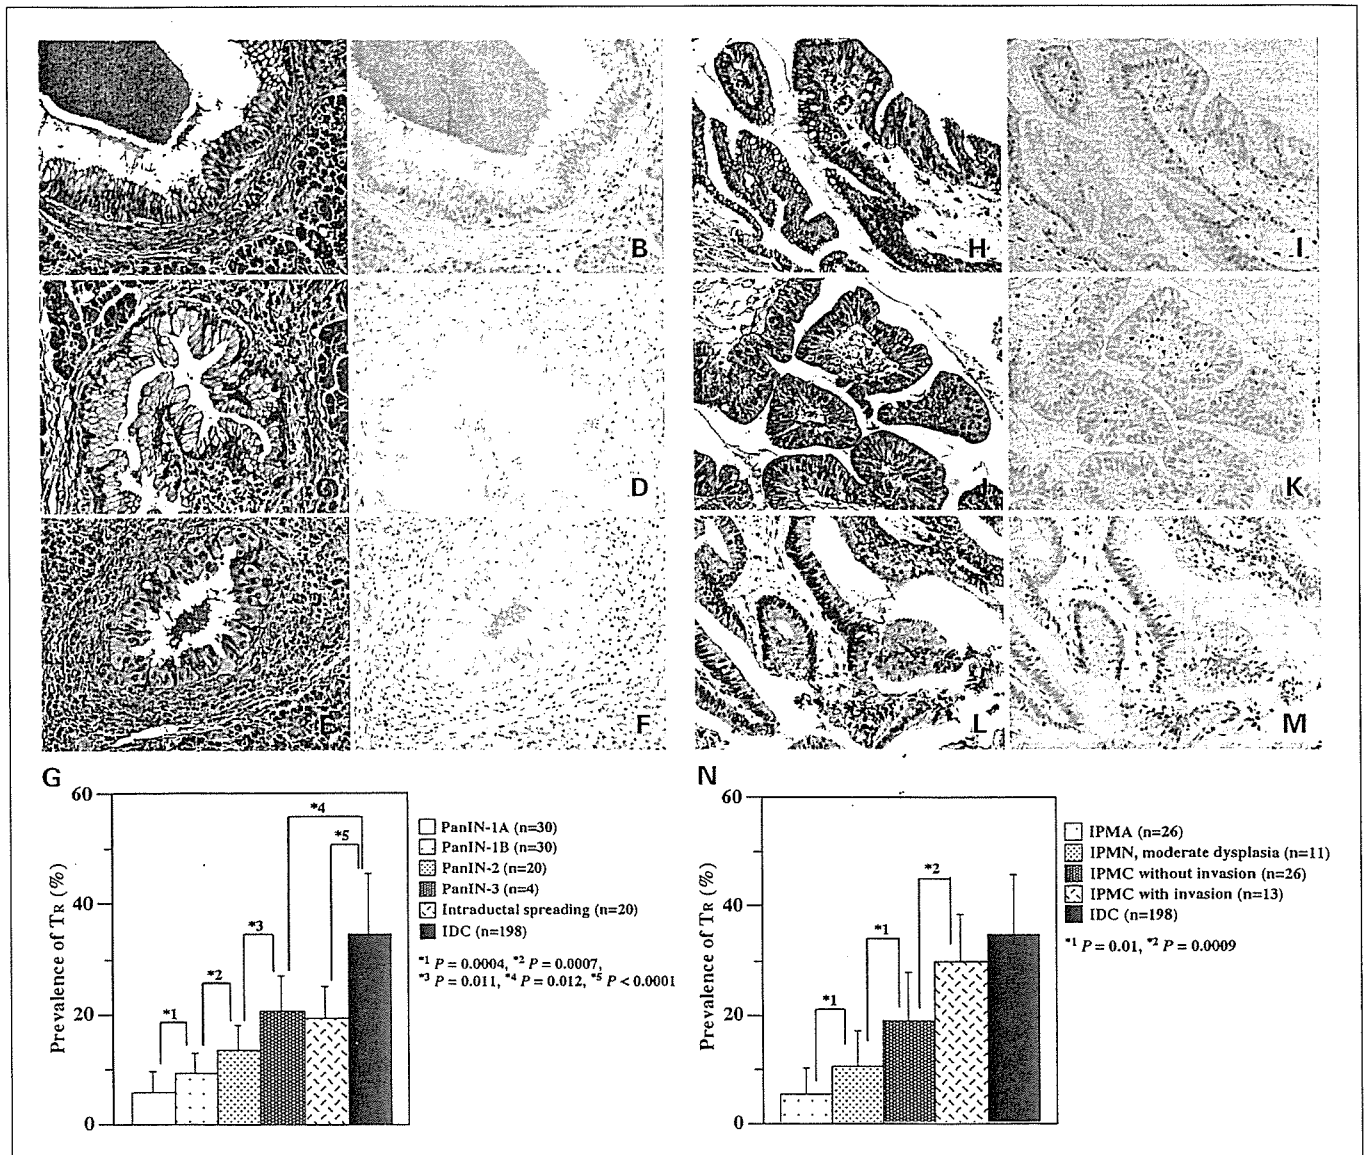 B
H
I
C
D
J
K
E
F
L
M
G
60
40
20
0
Prevalence of TR (%)
*1
*2
*3
*4
*5
PanIN-1A (n=30)
PanIN-1B (n=30)
PanIN-2 (n=20)
PanIN-3 (n=4)
Intraductal spreading (n=20)
IDC (n=198)
*1 P = 0.0004, *2 P = 0.0007,
*3 P = 0.011, *4 P = 0.012, *5 P < 0.0001
N
60
40
20
0
Prevalence of TR (%)
*1
*1
*2
IPMA (n=26)
IPMN, moderate dysplasia (n=11)
IPMC without invasion (n=26)
IPMC with invasion (n=13)
IDC (n=198)
*1 P = 0.01, *2 P = 0.0009